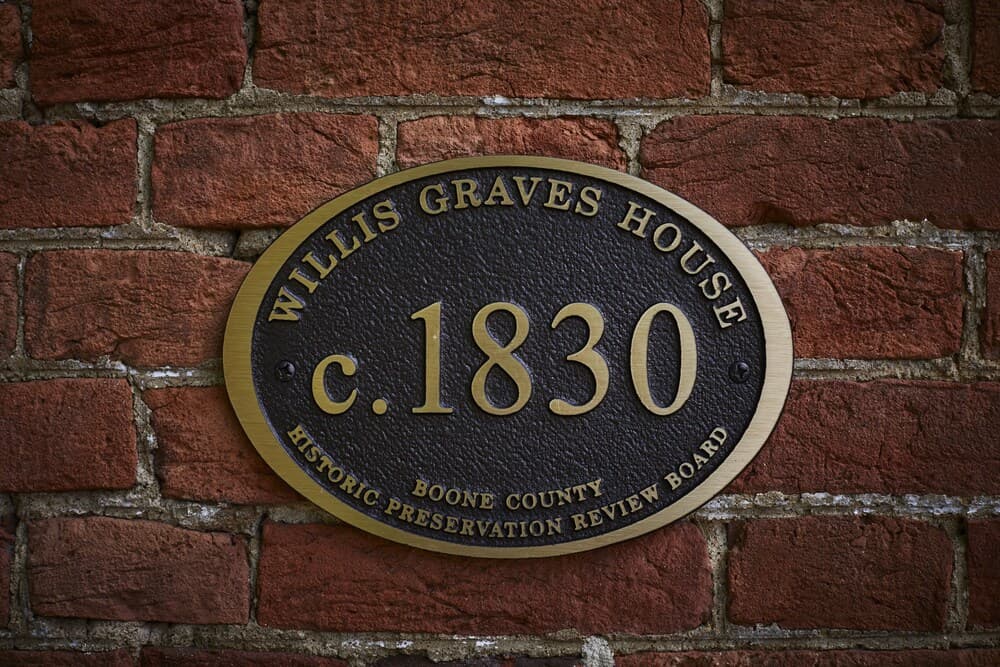 WILLIS GRAVES HOUSE
c.1830
BOONE COUNTY
HISTORIC PRESERVATION REVIEW BOARD